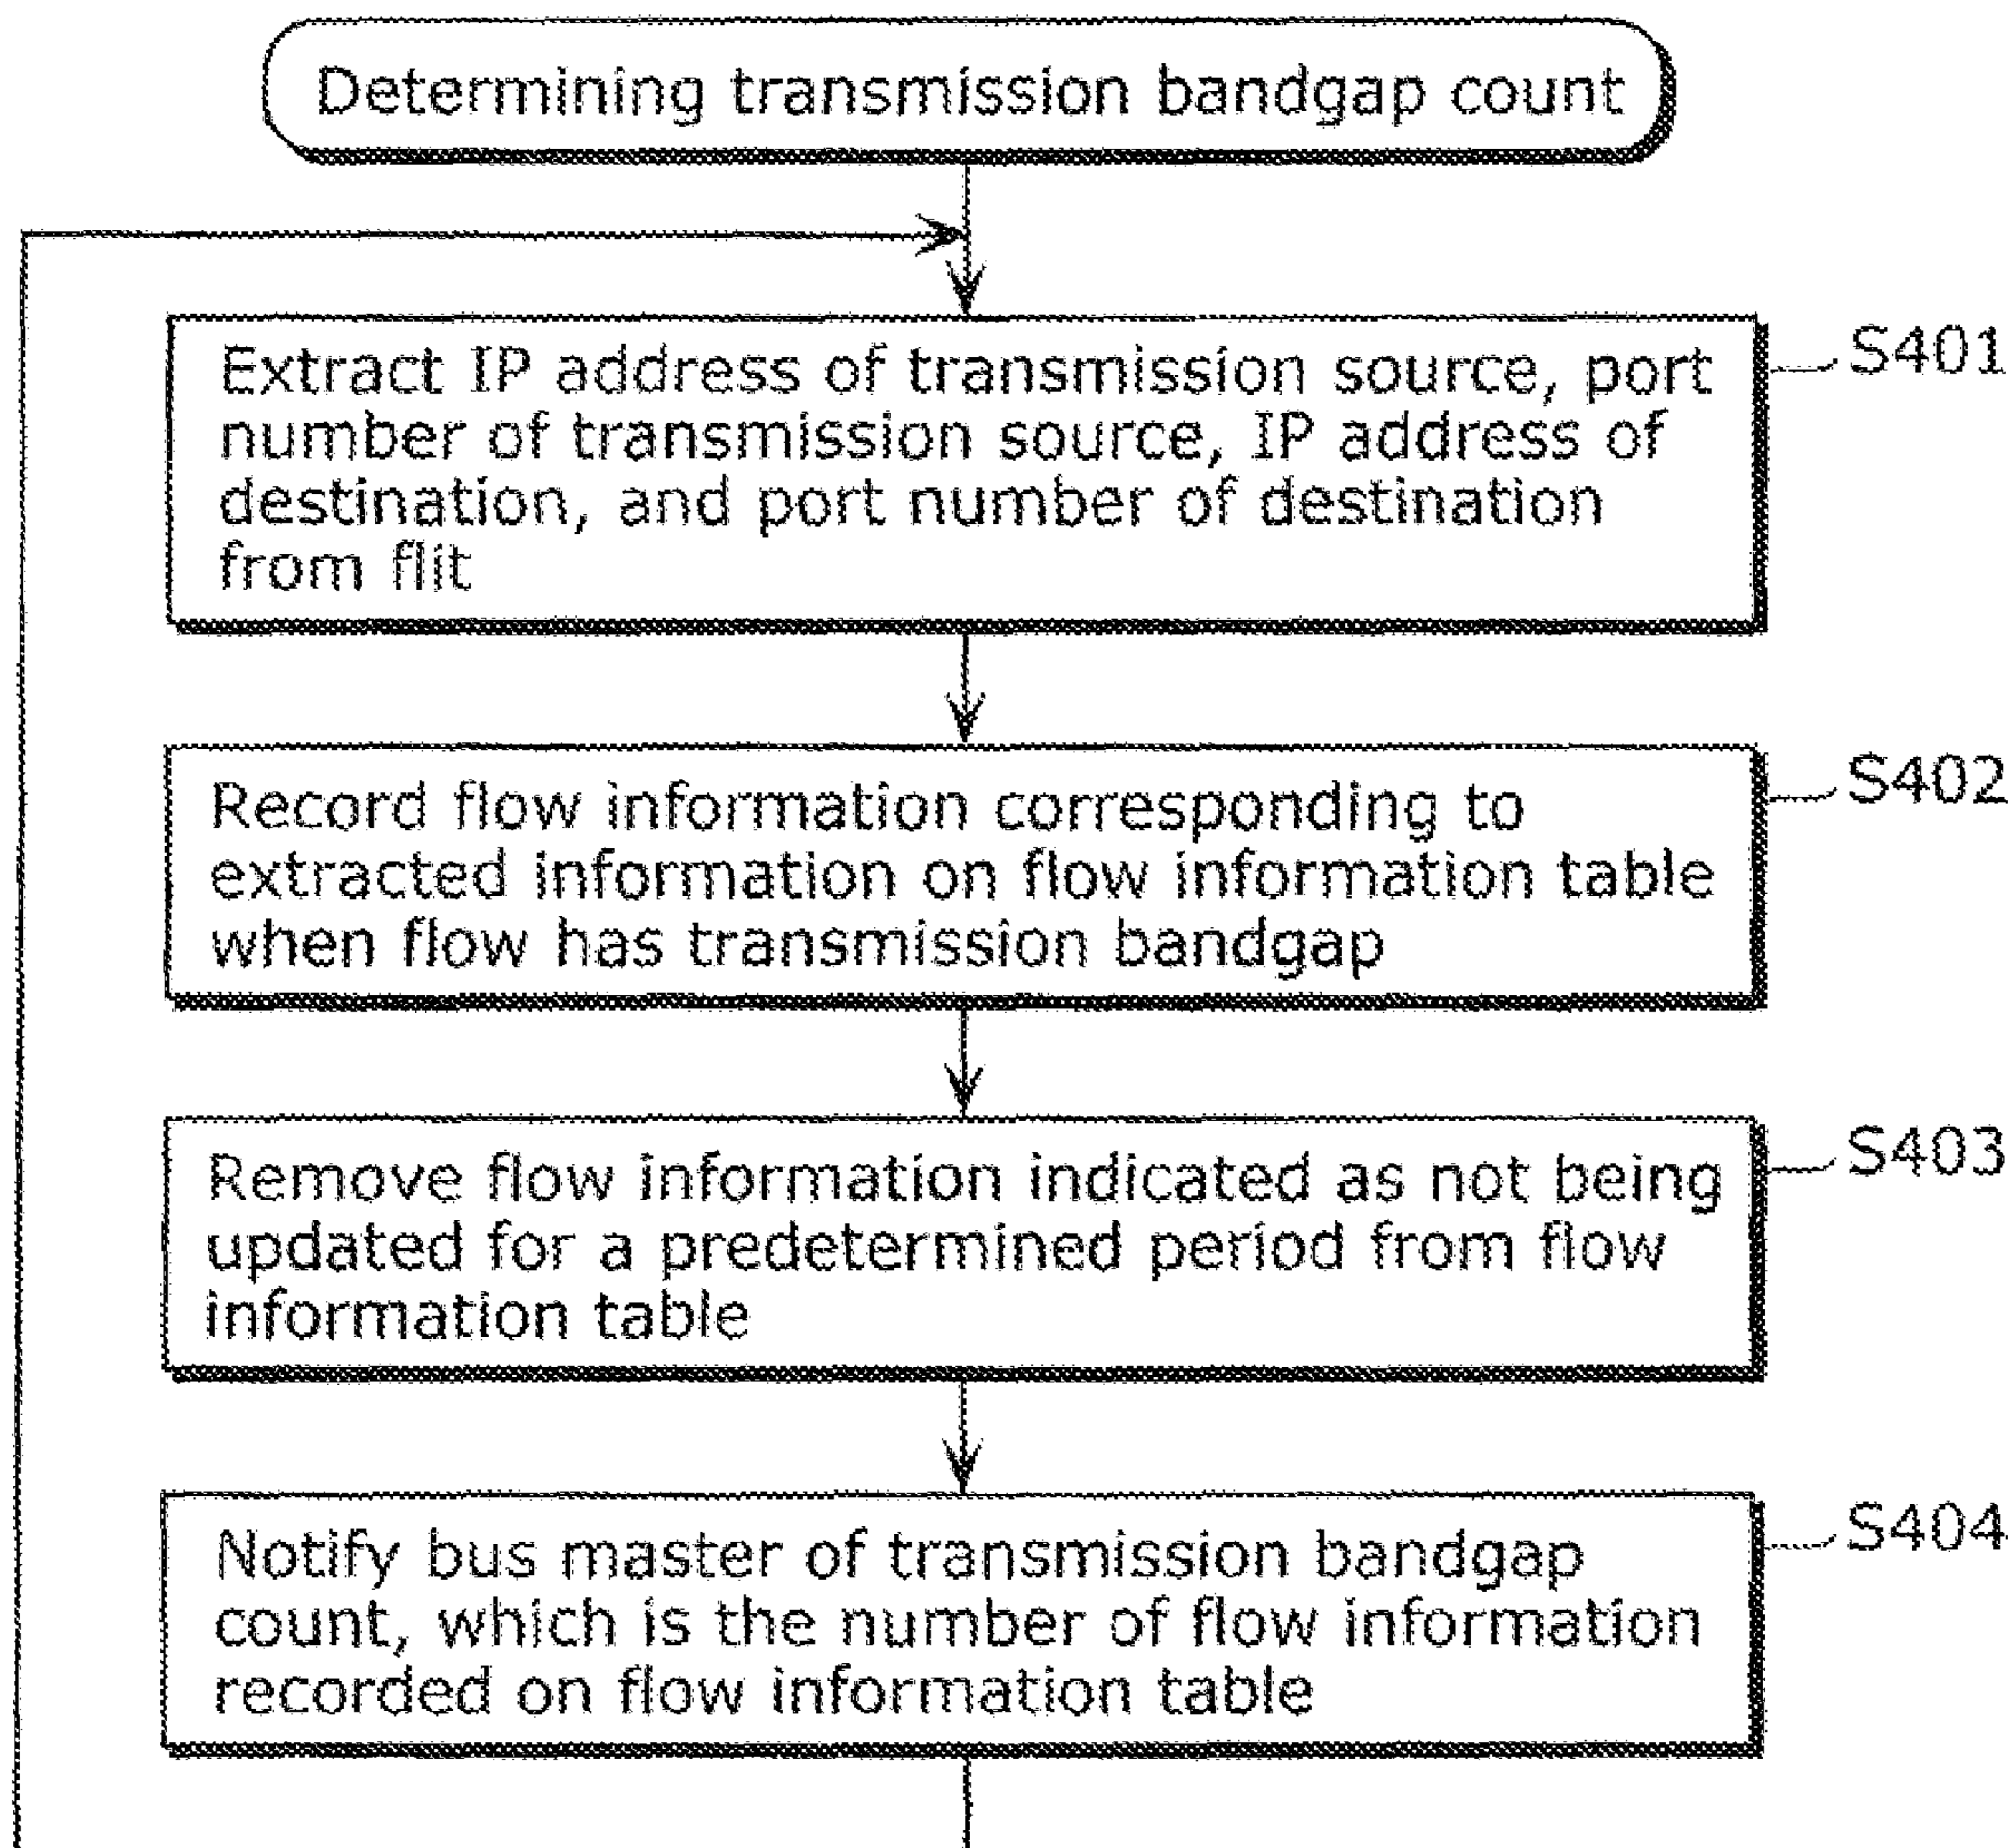 Determining transmission bandgap count
Extract IP address of transmission source, port
number of transmission source, IP address of
destination, and port number of destination
from flit
S401
Record flow information corresponding to
extracted information on flow information table
when flow has transmission bandgap
S402
Remove flow information indicated as not being
updated for a predetermined period from flow
information table
S403
Notify bus master of transmission bandgap
count, which is the number of flow information
recorded on flow information table
S404